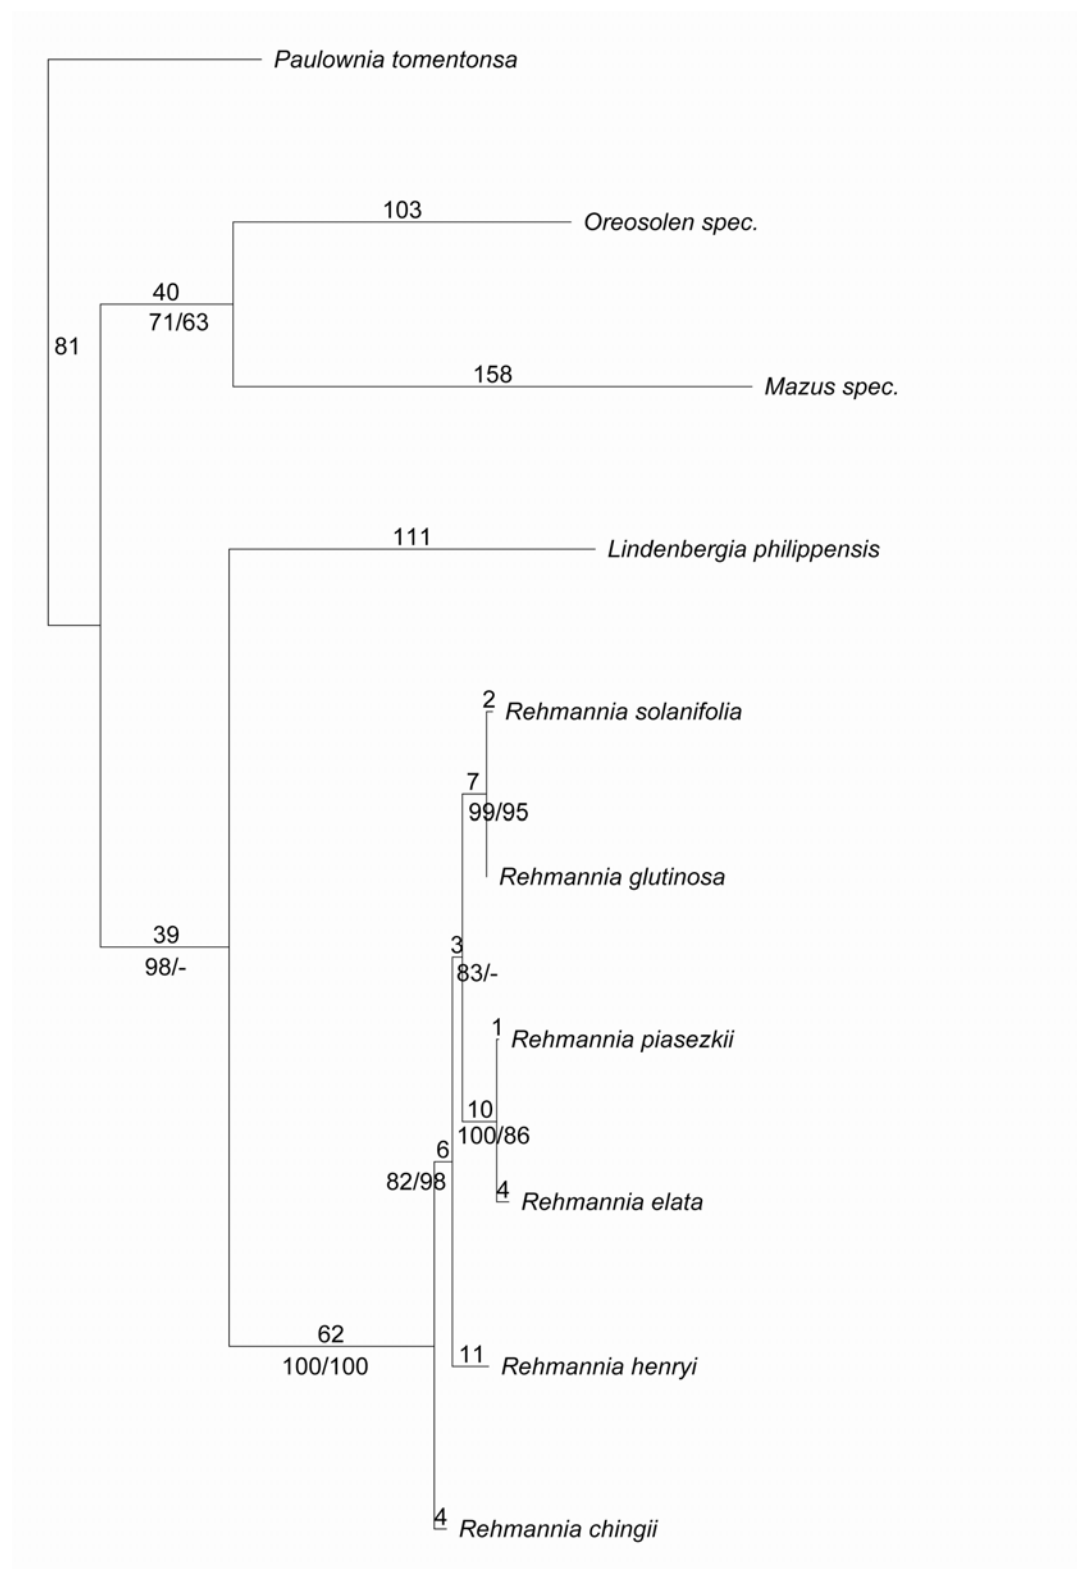 Paulownia tomentonsa
103
Oreosolen spec.
40
71/63
81
158
Mazus spec.
111
Lindenbergia philippensis
2
Rehmannia solanifolia
7
99/95
Rehmannia glutinosa
39
98/-
3
83/-
1
Rehmannia piasezkii
10
100/86
6
82/98
4
Rehmannia elata
62
100/100
11
Rehmannia henryi
4
Rehmannia chingii